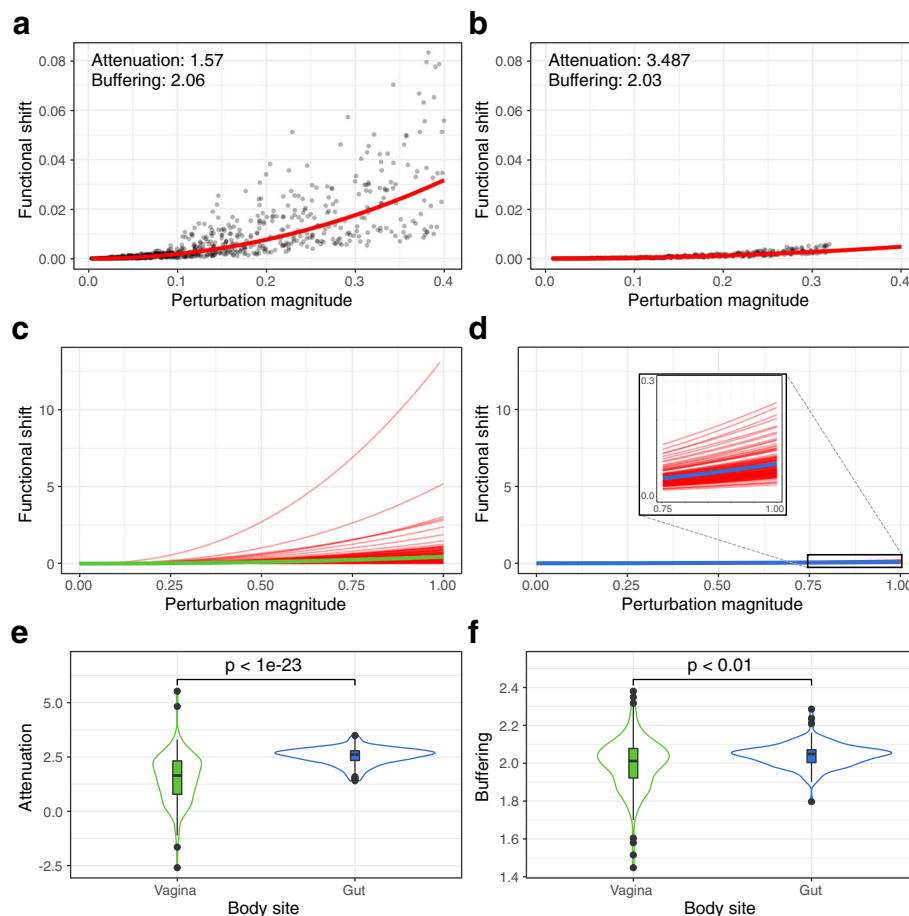 a
Attenuation: 1.57
Buffering: 2.06
Functional shift
0.08
0.06
0.04
0.02
0.00
0.0
0.1
0.2
0.3
0.4
Perturbation magnitude
b
Attenuation: 3.487
Buffering: 2.03
Functional shift
0.08
0.06
0.04
0.02
0.00
0.0
0.1
0.2
0.3
0.4
Perturbation magnitude
c
Functional shift
10
5
0
0.00
0.25
0.50
0.75
1.00
Perturbation magnitude
d
Functional shift
10
5
0
0.3
0.0
0.75
1.00
0.00
0.25
0.50
0.75
1.00
Perturbation magnitude
e
p < 1e-23
Attenuation
5.0
2.5
0.0
-2.5
Vagina
Gut
Body site
f
p < 0.01
Buffering
2.4
2.2
2.0
1.8
1.6
1.4
Vagina
Gut
Body site